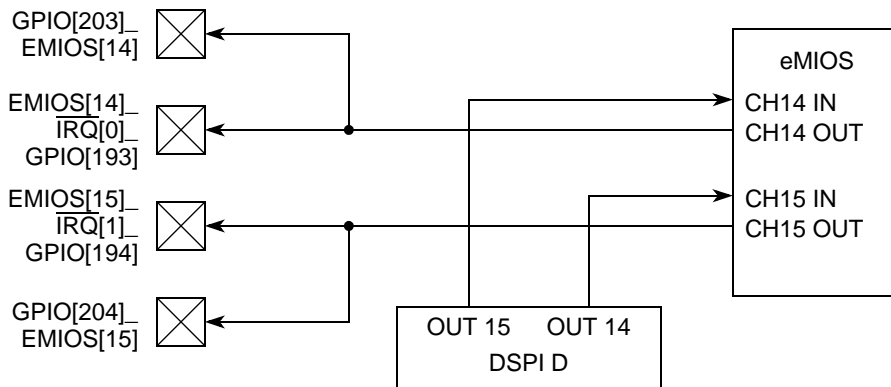 GPIO[203]_
EMIOS[14]
EMIOS[14]_
IRQ[0]_
GPIO[193]
EMIOS[15]_
IRQ[1]_
GPIO[194]
GPIO[204]_
EMIOS[15]
eMIOS
CH14 IN
CH14 OUT
CH15 IN
CH15 OUT
OUT 15 OUT 14
DSPI D